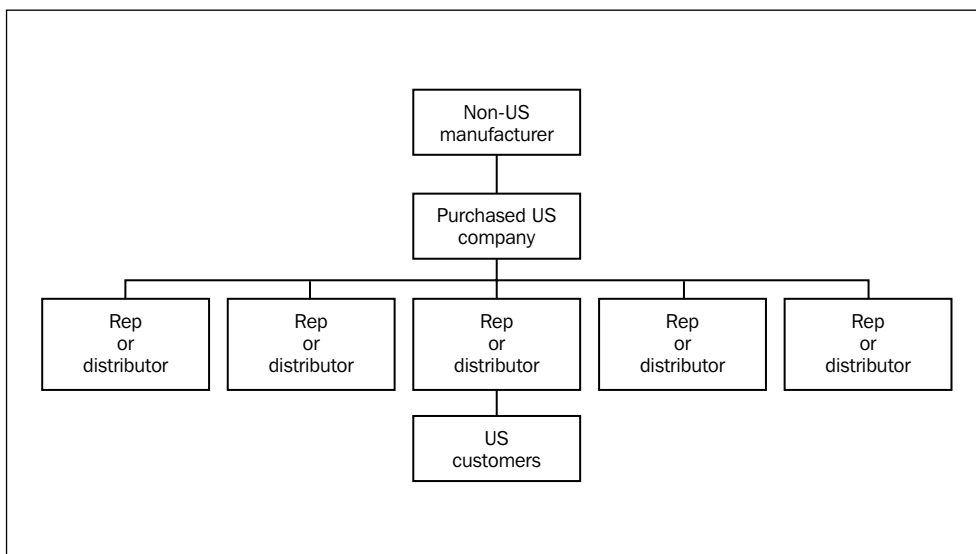 Non-US
manufacturer
Purchased US
company
Rep
or
distributor
Rep
or
distributor
Rep
or
distributor
Rep
or
distributor
Rep
or
distributor
US
customers